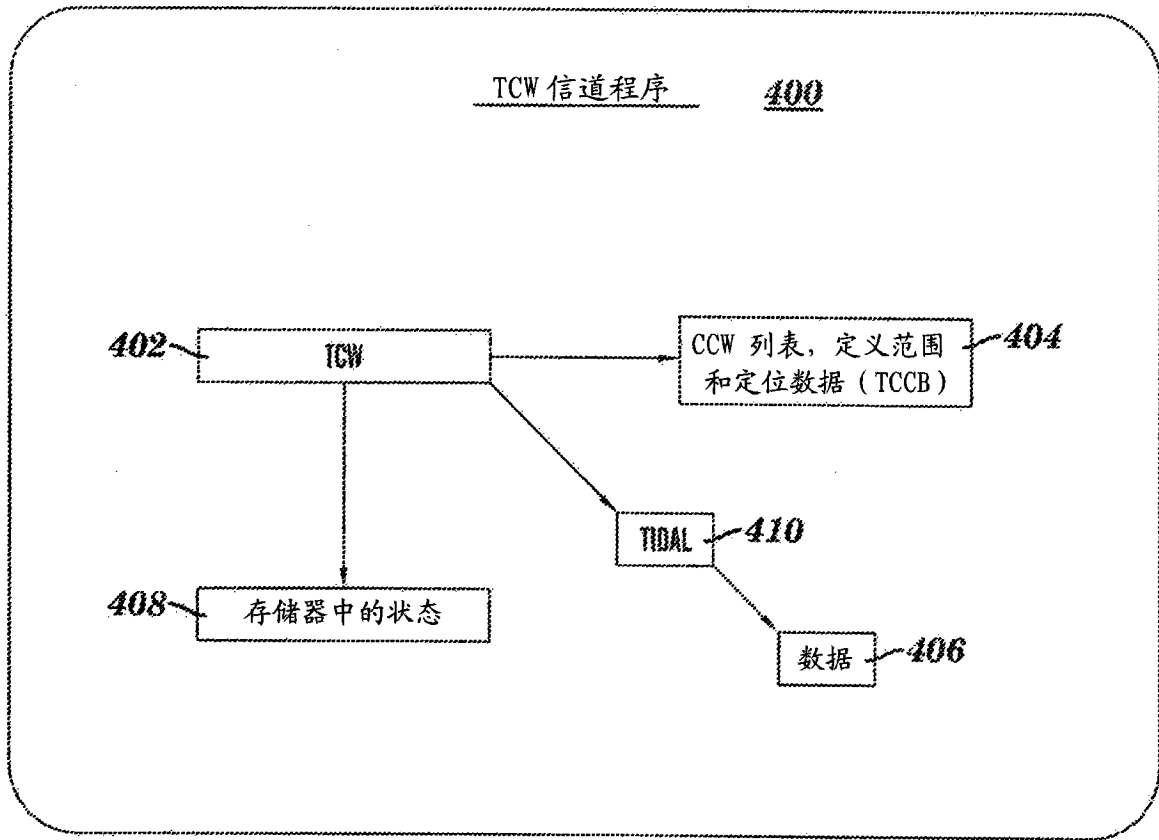 TCW 信道程序 400
402 TCW
CCW 列表，定义范围
和定位数据（TCCB） 404
TIDAL 410
408 存储器中的状态
数据 406